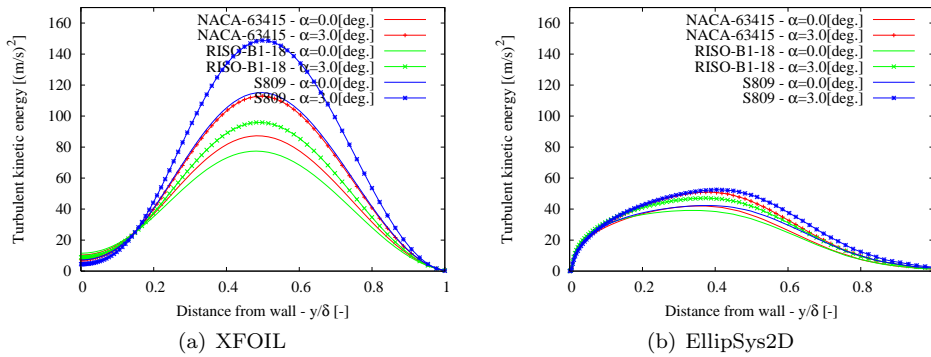 Turbulent kinetic energy [(m/s)²]
160
140
120
100
80
60
40
20
0
NACA-63415 - α=0.0[deg.]
NACA-63415 - α=3.0[deg.]
RISO-B1-18 - α=0.0[deg.]
RISO-B1-18 - α=3.0[deg.]
S809 - α=0.0[deg.]
S809 - α=3.0[deg.]
0 0.2 0.4 0.6 0.8 1
Distance from wall - y/δ [-]
(a) XFOIL
Turbulent kinetic energy [(m/s)²]
160
140
120
100
80
60
40
20
0
NACA-63415 - α=0.0[deg.]
NACA-63415 - α=3.0[deg.]
RISO-B1-18 - α=0.0[deg.]
RISO-B1-18 - α=3.0[deg.]
S809 - α=0.0[deg.]
S809 - α=3.0[deg.]
0 0.2 0.4 0.6 0.8
Distance from wall - y/δ [-]
(b) EllipSys2D